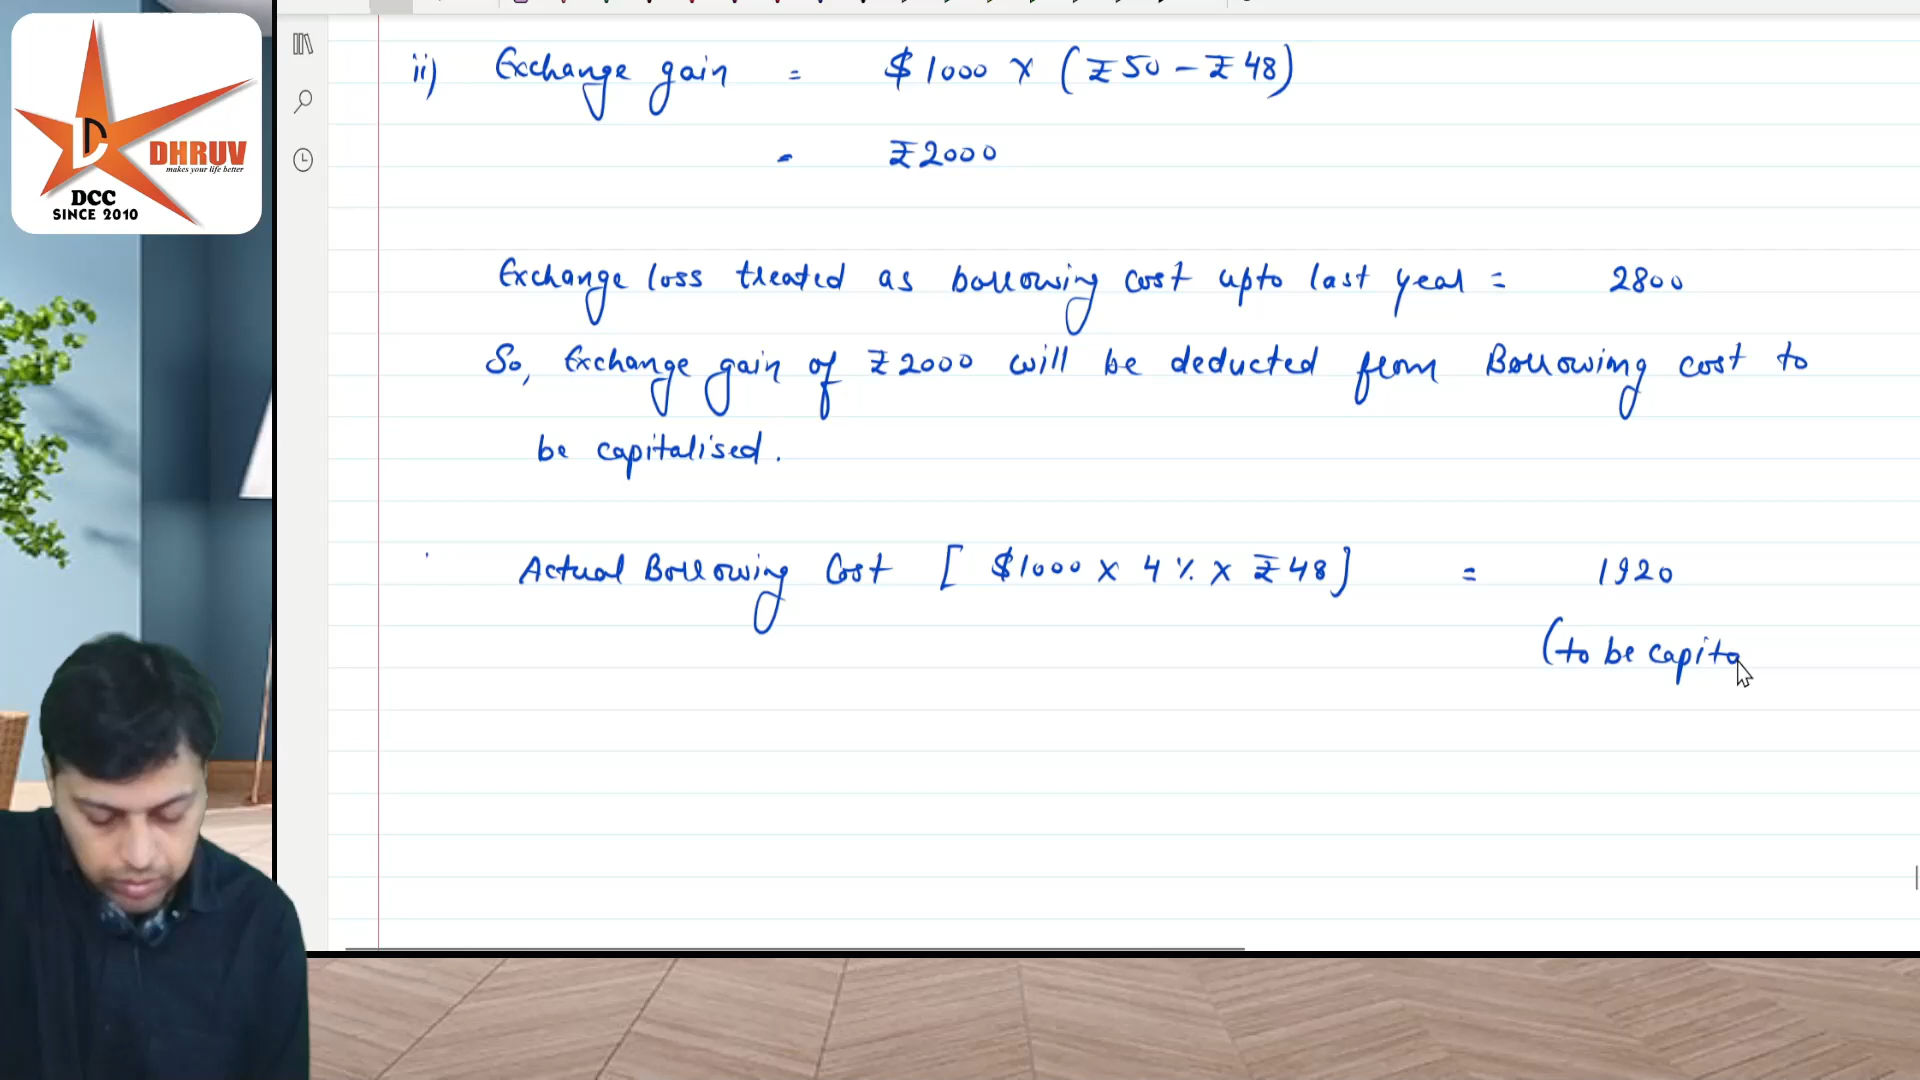 DHRUV
makes your life better
DCC
SINCE 2010
ii) Exchange gain = $ 1000 × (₹50 - ₹48)
= ₹2000
Exchange loss treated as borrowing cost upto last year = 2800
So, Exchange gain of ₹2000 will be deducted from Borrowing cost to
be capitalised.
Actual Borrowing Cost [ $1000 × 4 % × ₹48] = 1920
(to be capita